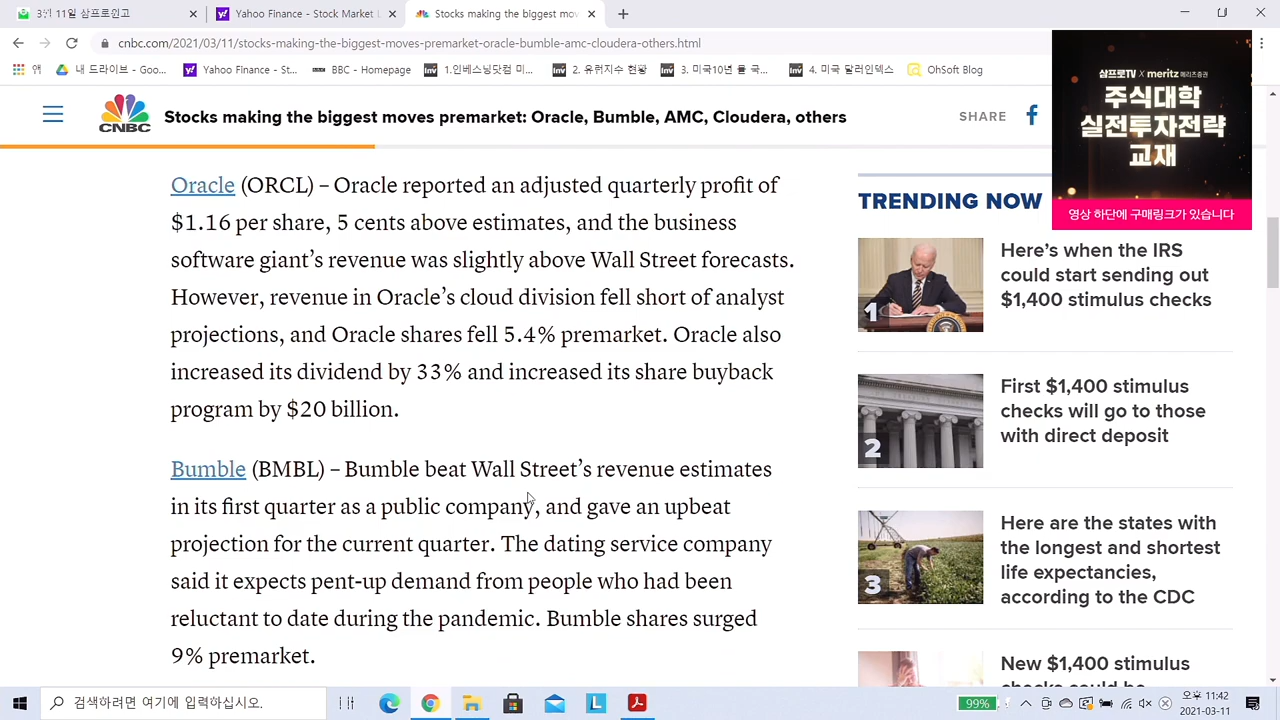 3월 11일 삼프로원고
Yahoo Finance - Stock Market L
Stocks making the biggest mov
cnbc.com/2021/03/11/stocks-making-the-biggest-moves-premarket-oracle-bumble-amc-cloudera-others.html
앱
내 드라이브 - Goo...
Yahoo Finance - St...
BBC - Homepage
1.인베스팅닷컴 미...
2. 유럽지수 현황
3. 미국10년 물 국...
4. 미국 달러인덱스
OhSoft Blog
CNBC
Stocks making the biggest moves premarket: Oracle, Bumble, AMC, Cloudera, others
SHARE
삼프로TV X meritz 메리츠증권
주식대학
실전투자전략
교재
영상 하단에 구매링크가 있습니다
Oracle (ORCL) – Oracle reported an adjusted quarterly profit of
$1.16 per share, 5 cents above estimates, and the business
software giant’s revenue was slightly above Wall Street forecasts.
However, revenue in Oracle’s cloud division fell short of analyst
projections, and Oracle shares fell 5.4% premarket. Oracle also
increased its dividend by 33% and increased its share buyback
program by $20 billion.
Bumble (BMBL) – Bumble beat Wall Street’s revenue estimates
in its first quarter as a public company, and gave an upbeat
projection for the current quarter. The dating service company
said it expects pent-up demand from people who had been
reluctant to date during the pandemic. Bumble shares surged
9% premarket.
TRENDING NOW
1
Here’s when the IRS
could start sending out
$1,400 stimulus checks
2
First $1,400 stimulus
checks will go to those
with direct deposit
3
Here are the states with
the longest and shortest
life expectancies,
according to the CDC
New $1,400 stimulus
checks could be
검색하려면 여기에 입력하십시오.
99%
오후 11:42
2021-03-11